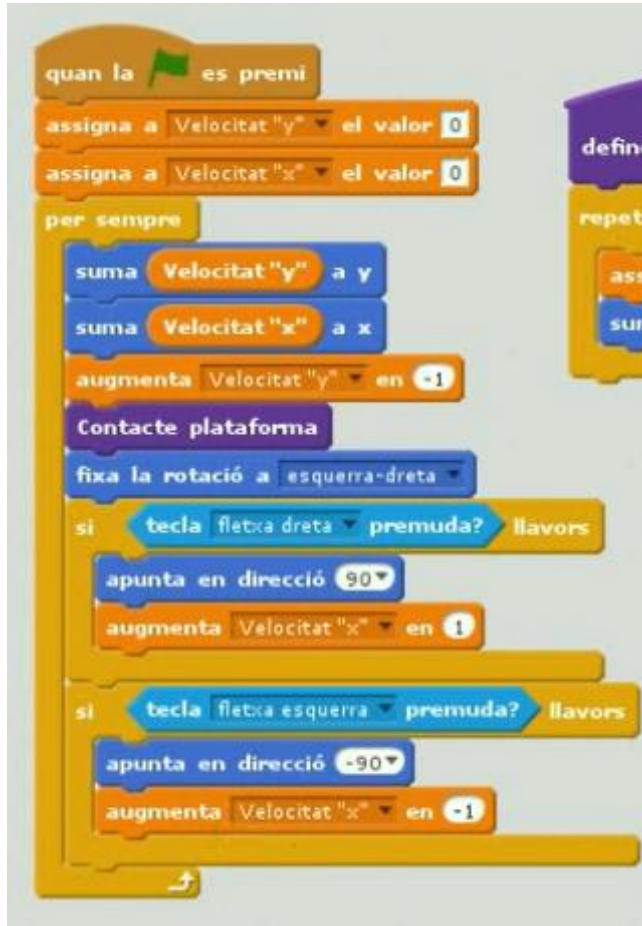 quan la es premi
assigna a Velocitat "y" el valor 0
assigna a Velocitat "x" el valor 0
per sempre
suma Velocitat "y" a y
suma Velocitat "x" a x
augmenta Velocitat "y" en -1
Contacte plataforma
fixa la rotació a esquerra-dreta
si tecla fletxa dreta premuda? llavors
apunta en direcció 90
augmenta Velocitat "x" en 1
si tecla fletxa esquerra premuda? llavors
apunta en direcció -90
augmenta Velocitat "x" en -1